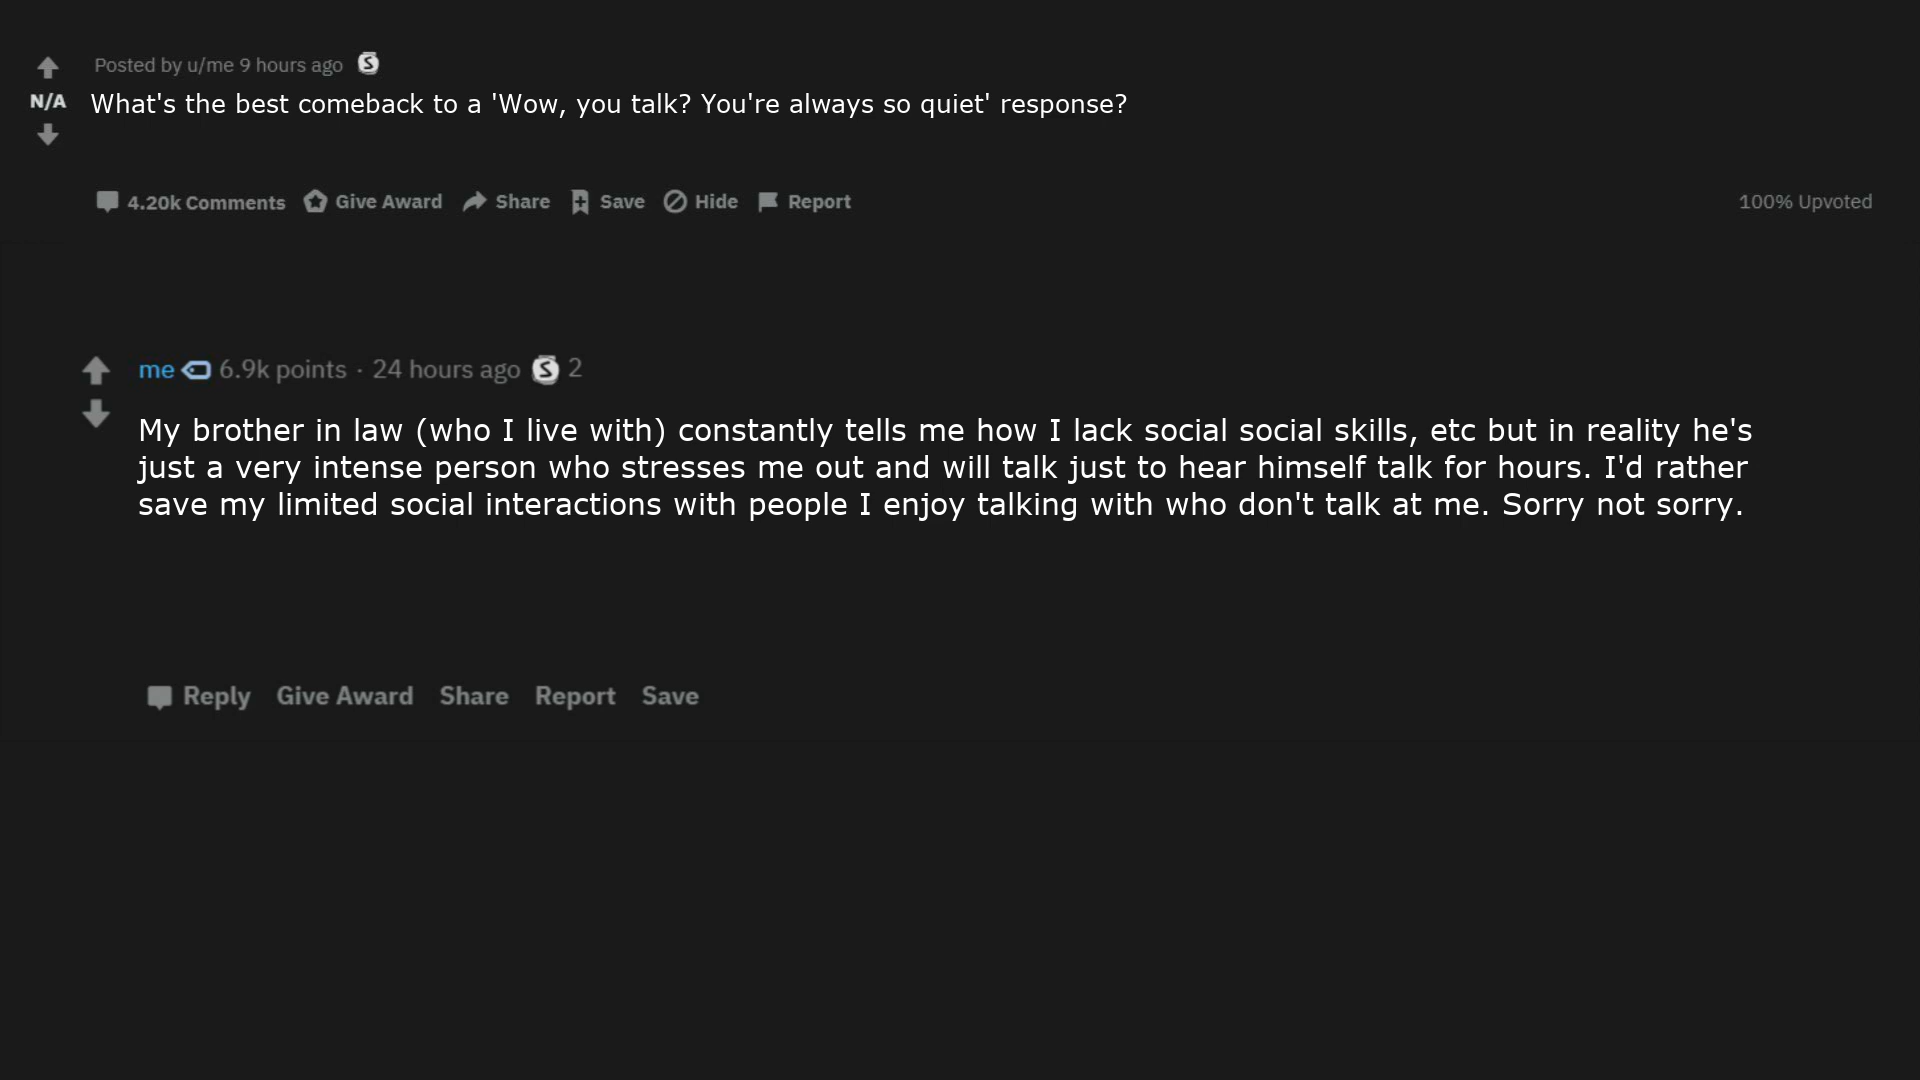 Posted by u/me 9 hours ago
N/A
What's the best comeback to a 'Wow, you talk? You're always so quiet' response?
4.20k Comments Give Award Share Save Hide Report 100% Upvoted
me 6.9k points · 24 hours ago S 2
My brother in law (who I live with) constantly tells me how I lack social social skills, etc but in reality he's
just a very intense person who stresses me out and will talk just to hear himself talk for hours. I'd rather
save my limited social interactions with people I enjoy talking with who don't talk at me. Sorry not sorry.
Reply Give Award Share Report Save